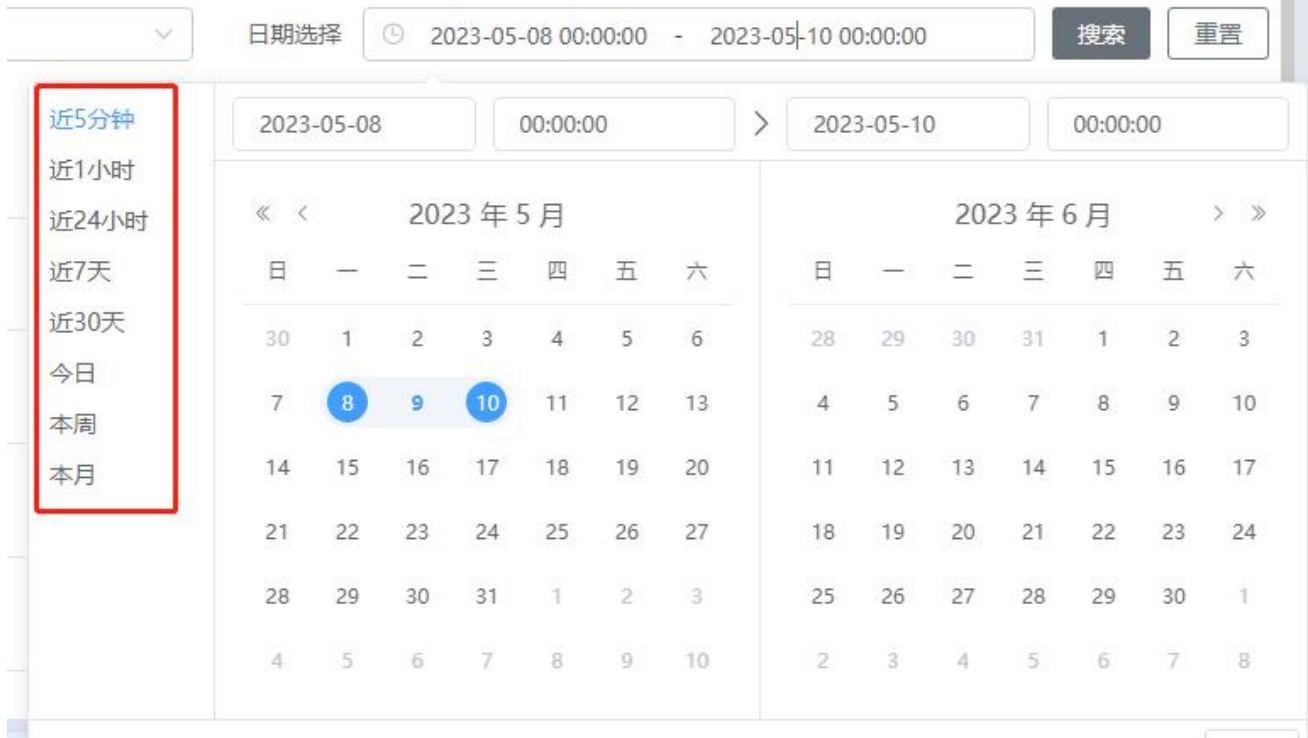 日期选择 2023-05-08 00:00:00 - 2023-05-10 00:00:00 搜索 重置
近5分钟
近1小时
近24小时
近7天
近30天
今日
本周
本月
2023-05-08 00:00:00 > 2023-05-10 00:00:00
« < 2023 年 5 月
日 一 二 三 四 五 六
30 1 2 3 4 5 6
7 8 9 10 11 12 13
14 15 16 17 18 19 20
21 22 23 24 25 26 27
28 29 30 31 1 2 3
4 5 6 7 8 9 10
2023 年 6 月 > »
日 一 二 三 四 五 六
28 29 30 31 1 2 3
4 5 6 7 8 9 10
11 12 13 14 15 16 17
18 19 20 21 22 23 24
25 26 27 28 29 30 1
2 3 4 5 6 7 8